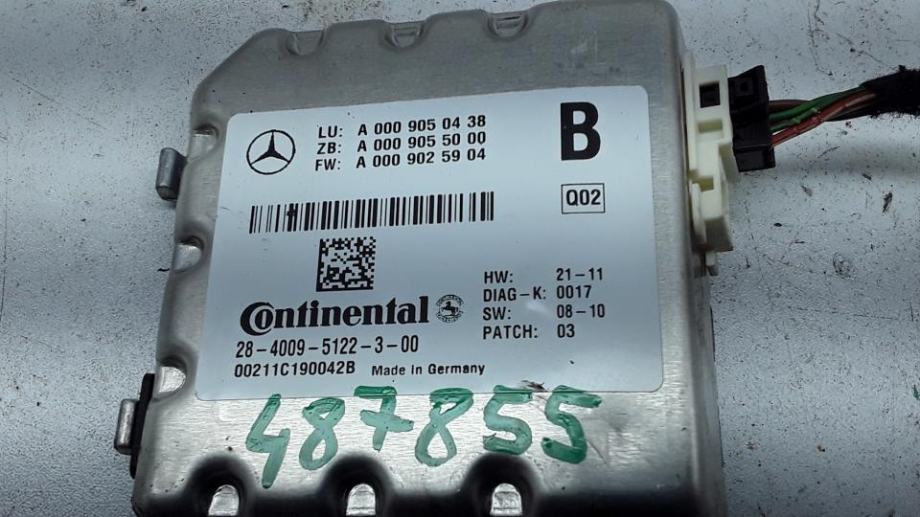 LU: A 000 905 04 38
ZB: A 000 905 50 00
FW: A 000 902 59 04
B
Q02
HW: 21-11
DIAG-K: 0017
SW: 08-10
PATCH: 03
Continental
28-4009-5122-3-00
00211C190042B Made in Germany
487855